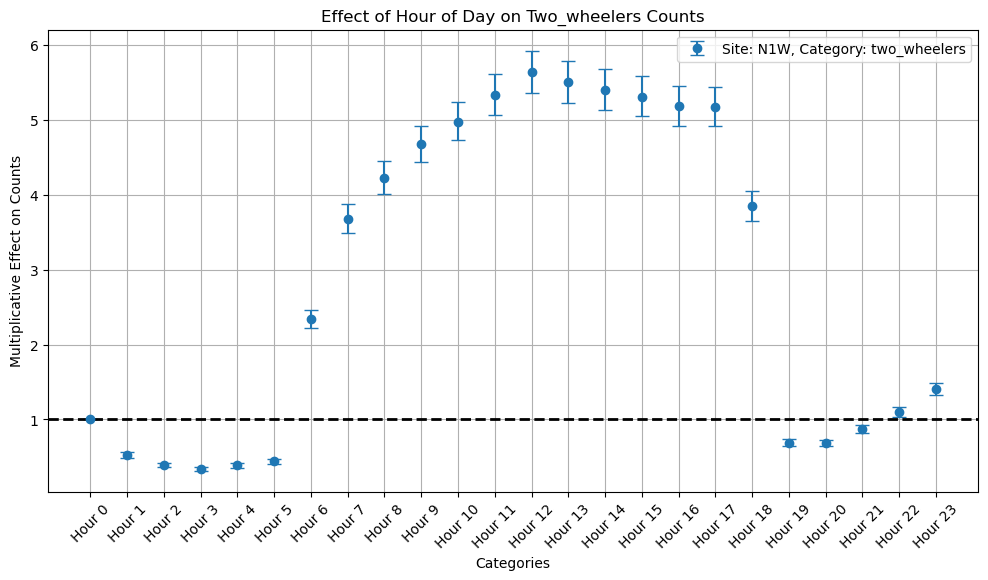 Effect of Hour of Day on Two_wheelers Counts
Site: N1W, Category: two_wheelers
Multiplicative Effect on Counts
6
5
4
3
2
1
Hour 0
Hour 1
Hour 2
Hour 3
Hour 4
Hour 5
Hour 6
Hour 7
Hour 8
Hour 9
Hour 10
Hour 11
Hour 12
Hour 13
Hour 14
Hour 15
Hour 16
Hour 17
Hour 18
Hour 19
Hour 20
Hour 21
Hour 22
Hour 23
Categories